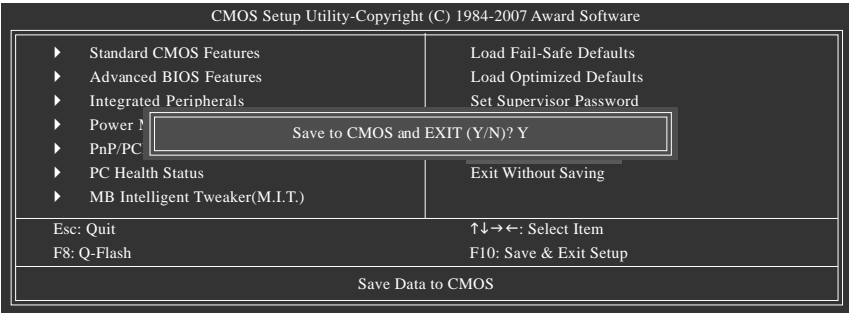 CMOS Setup Utility-Copyright (C) 1984-2007 Award Software
Standard CMOS Features
Advanced BIOS Features
Integrated Peripherals
Power
PnP/PC
PC Health Status
MB Intelligent Tweaker(M.I.T.)
Load Fail-Safe Defaults
Load Optimized Defaults
Set Supervisor Password
Exit Without Saving
Save to CMOS and EXIT (Y/N)? Y
Esc: Quit
F8: Q-Flash
↑↓→←: Select Item
F10: Save & Exit Setup
Save Data to CMOS